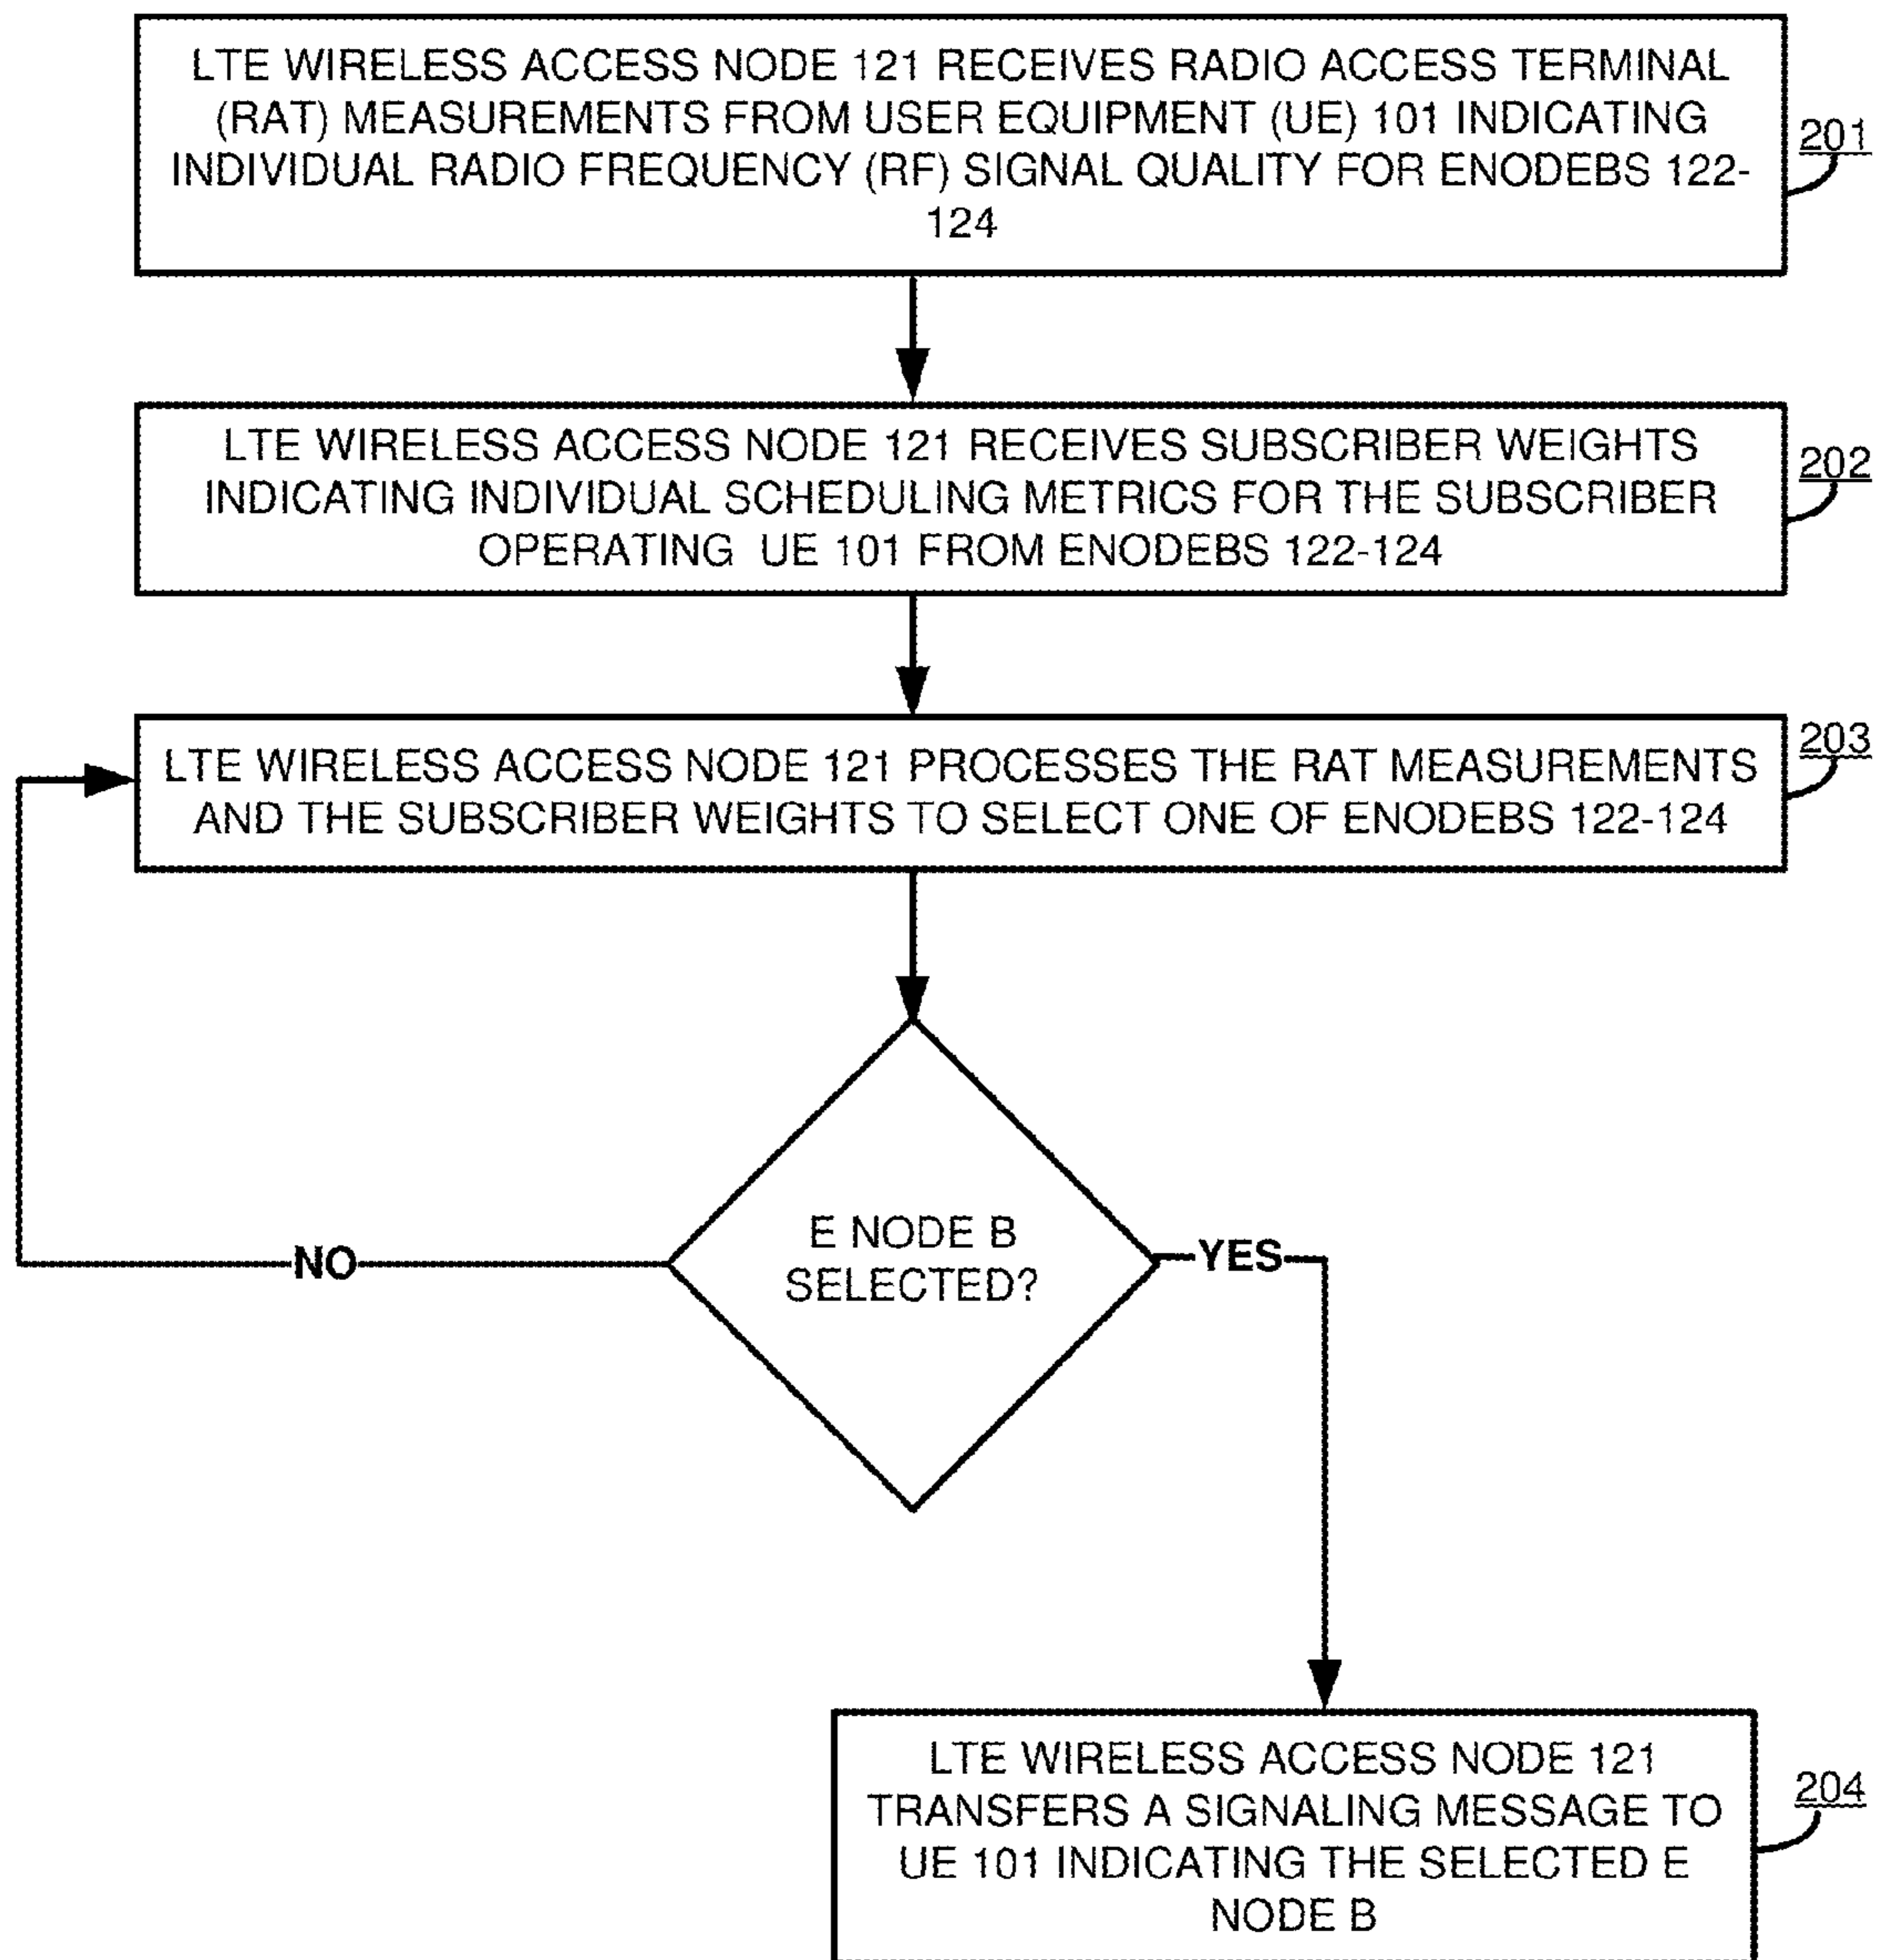 LTE WIRELESS ACCESS NODE 121 RECEIVES RADIO ACCESS TERMINAL
(RAT) MEASUREMENTS FROM USER EQUIPMENT (UE) 101 INDICATING
INDIVIDUAL RADIO FREQUENCY (RF) SIGNAL QUALITY FOR ENODEBS 122-
124
201
LTE WIRELESS ACCESS NODE 121 RECEIVES SUBSCRIBER WEIGHTS
INDICATING INDIVIDUAL SCHEDULING METRICS FOR THE SUBSCRIBER
OPERATING UE 101 FROM ENODEBS 122-124
202
LTE WIRELESS ACCESS NODE 121 PROCESSES THE RAT MEASUREMENTS
AND THE SUBSCRIBER WEIGHTS TO SELECT ONE OF ENODEBS 122-124
203
E NODE B
SELECTED?
NO
YES
LTE WIRELESS ACCESS NODE 121
TRANSFERS A SIGNALING MESSAGE TO
UE 101 INDICATING THE SELECTED E
NODE B
204